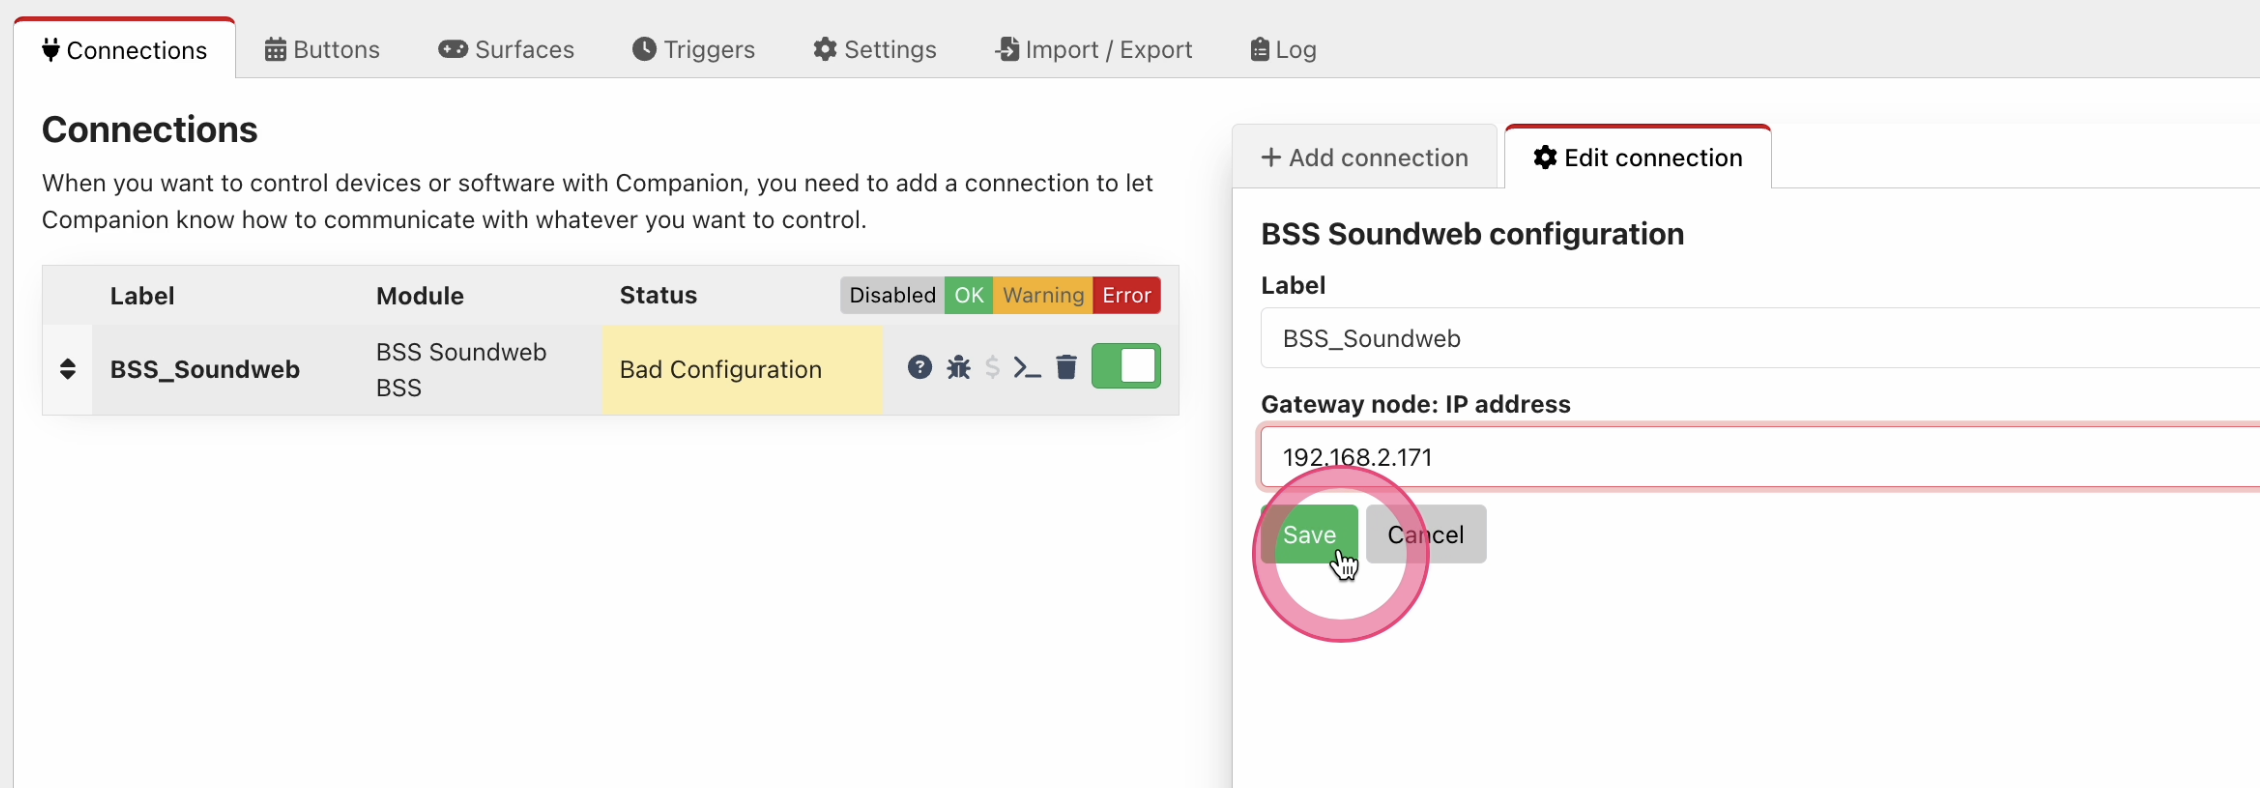 Connections
Buttons
Surfaces
Triggers
Settings
Import / Export
Log
Connections
When you want to control devices or software with Companion, you need to add a connection to let
Companion know how to communicate with whatever you want to control.
Label
Module
Status
Disabled
OK
Warning
Error
BSS_Soundweb
BSS Soundweb
BSS
Bad Configuration
Add connection
Edit connection
BSS Soundweb configuration
Label
BSS_Soundweb
Gateway node: IP address
192.168.2.171
Save
Cancel